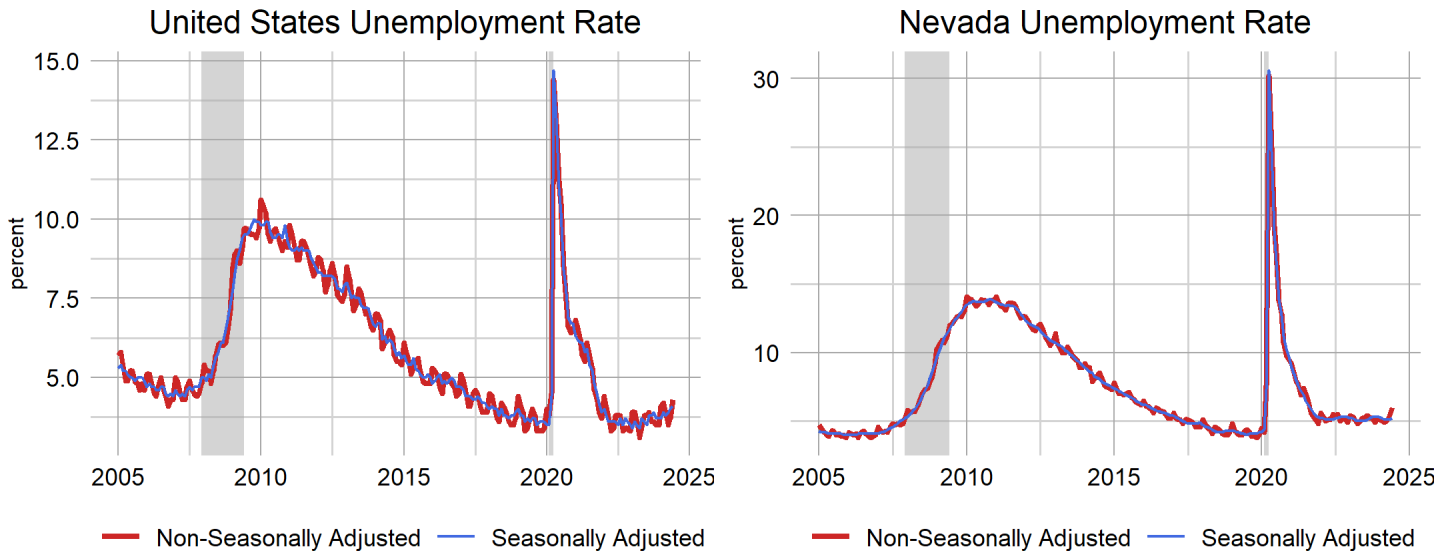 United States Unemployment Rate
percent
15.0
12.5
10.0
7.5
5.0
2005 2010 2015 2020 2025
Non-Seasonally Adjusted Seasonally Adjusted
Nevada Unemployment Rate
percent
30
20
10
2005 2010 2015 2020 2025
Non-Seasonally Adjusted Seasonally Adjusted